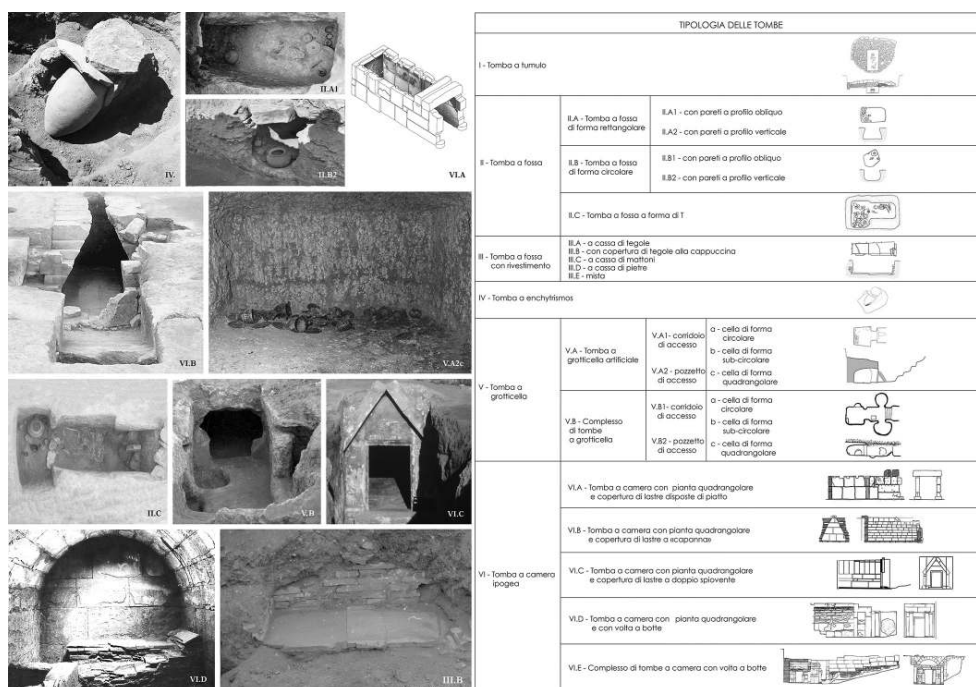 IV.
II.A1
II.B2
VI.A
VI.B
V.A2c
II.C
V.B
VI.C
VI.D
III.B
TIPOLOGIA DELLE TOMBE
I - Tomba a tumulo
II - Tomba a fossa
II.A - Tomba a fossa
di forma rettangolare
II.A1 - con pareti a profilo obliquo
II.A2 - con pareti a profilo verticale
II.B - Tomba a fossa
di forma circolare
II.B1 - con pareti a profilo obliquo
II.B2 - con pareti a profilo verticale
II.C - Tomba a fossa a forma di T
III - Tomba a fossa
con rivestimento
III.A - a cassa di tegole
III.B - con copertura di tegole alla cappuccina
III.C - a cassa di mattoni
III.D - a cassa di pietre
III.E - mista
IV - Tomba a enchytrismos
V - Tomba a
grotticella
V.A - Tomba a
grotticella artificiale
V.A1 - corridoio
di accesso
V.A2 - pozzetto
di accesso
a - cella di forma
circolare
b - cella di forma
sub-circolare
c - cella di forma
quadrangolare
V.B - Complesso
di tombe
a grotticella
V.B1 - corridoio
di accesso
V.B2 - pozzetto
di accesso
a - cella di forma
circolare
b - cella di forma
sub-circolare
c - cella di forma
quadrangolare
VI - Tomba a camera
ipogea
VI.A - Tomba a camera con pianta quadrangolare
e copertura di lastre disposte di piatto
VI.B - Tomba a camera con pianta quadrangolare
e copertura di lastre a «capanna»
VI.C - Tomba a camera con pianta quadrangolare
e copertura di lastre a doppio spiovente
VI.D - Tomba a camera con pianta quadrangolare
e con volta a botte
VI.E - Complesso di tombe a camera con volta a botte